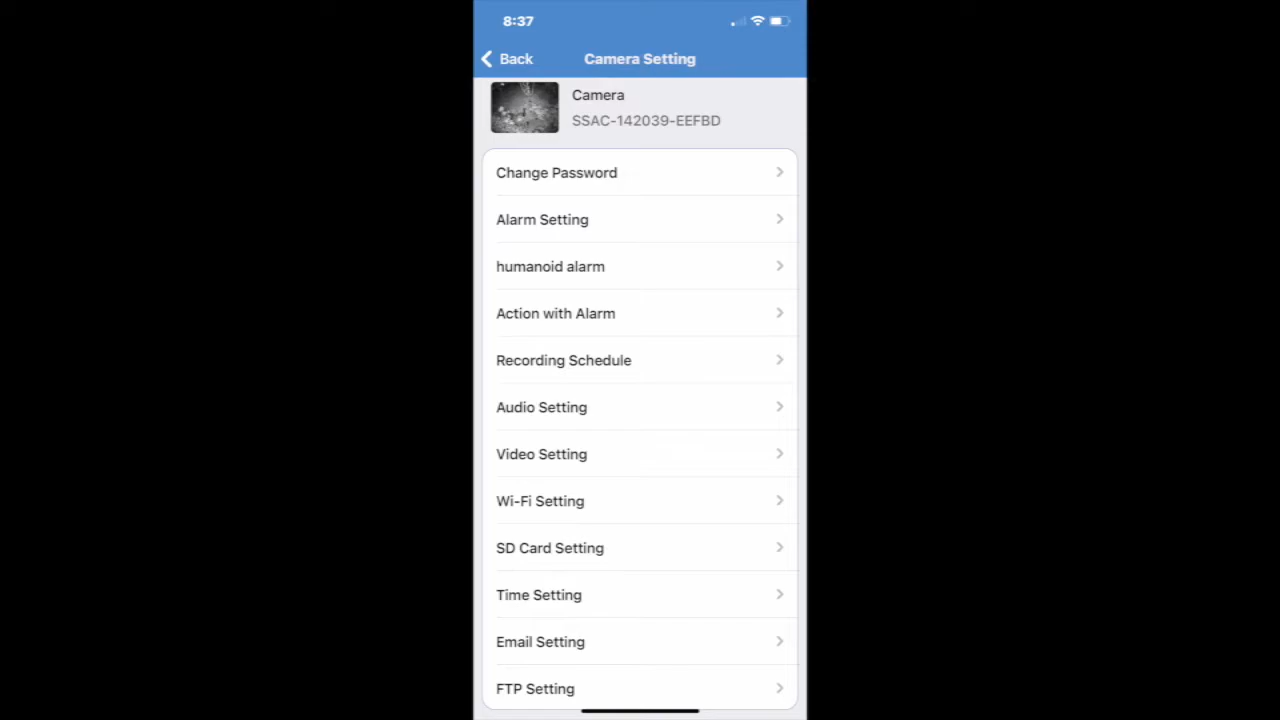 8:37
Back
Camera Setting
Camera
SSAC-142039-EEFBD
Change Password
Alarm Setting
humanoid alarm
Action with Alarm
Recording Schedule
Audio Setting
Video Setting
Wi-Fi Setting
SD Card Setting
Time Setting
Email Setting
FTP Setting